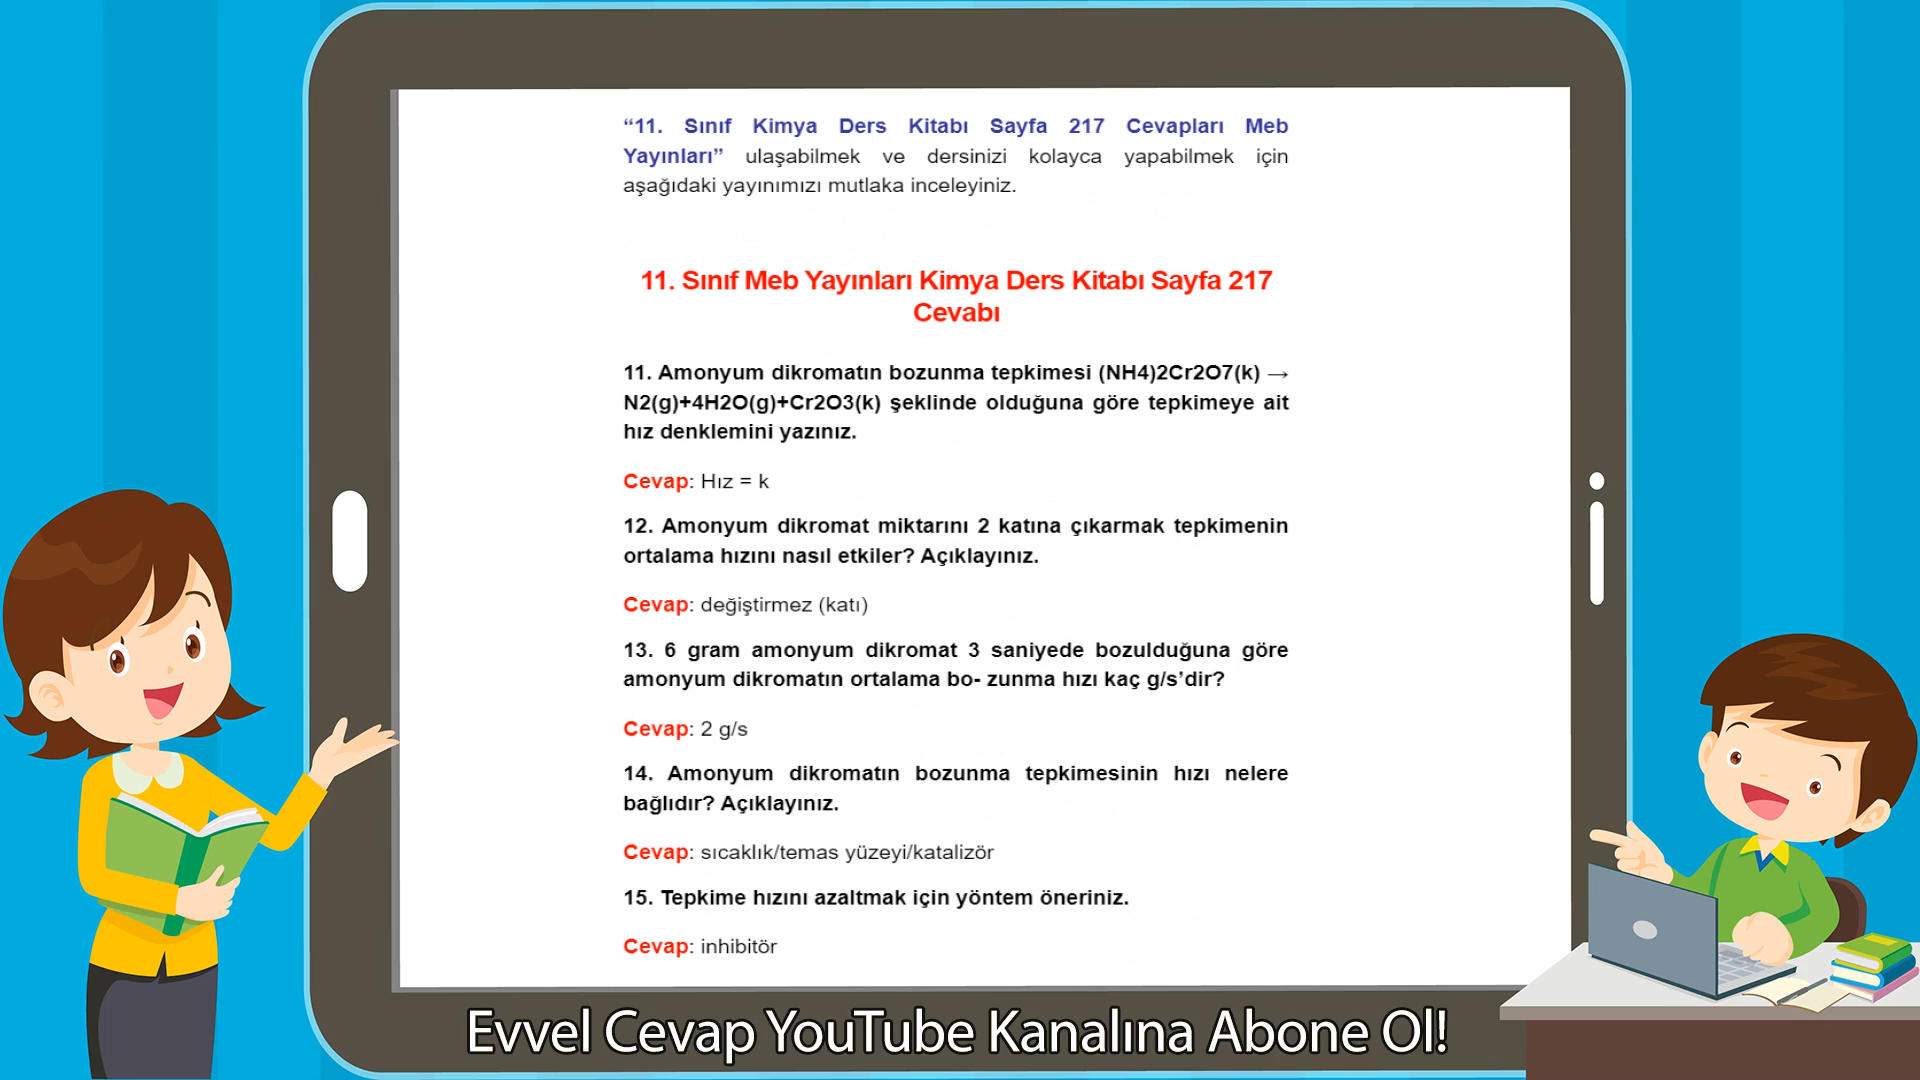 “11. Sınıf Kimya Ders Kitabı Sayfa 217 Cevapları Meb
Yayınları” ulaşabilmek ve dersinizi kolayca yapabilmek için
aşağıdaki yayınımızı mutlaka inceleyiniz.
11. Sınıf Meb Yayınları Kimya Ders Kitabı Sayfa 217
Cevabı
11. Amonyum dikromatın bozunma tepkimesi (NH4)2Cr2O7(k) →
N2(g)+4H2O(g)+Cr2O3(k) şeklinde olduğuna göre tepkimeye ait
hız denklemini yazınız.
Cevap: Hız = k
12. Amonyum dikromat miktarını 2 katına çıkarmak tepkimenin
ortalama hızını nasıl etkiler? Açıklayınız.
Cevap: değiştirmez (katı)
13. 6 gram amonyum dikromat 3 saniyede bozulduğuna göre
amonyum dikromatın ortalama bo- zunma hızı kaç g/s’dir?
Cevap: 2 g/s
14. Amonyum dikromatın bozunma tepkimesinin hızı nelere
bağlıdır? Açıklayınız.
Cevap: sıcaklık/temas yüzeyi/katalizör
15. Tepkime hızını azaltmak için yöntem öneriniz.
Cevap: inhibitör
Evvel Cevap YouTube Kanalına Abone Ol!